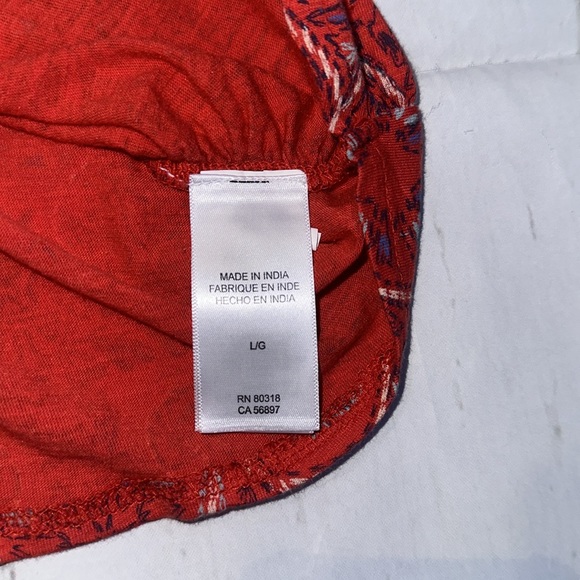 MADE IN INDIA
FABRIQUE EN INDE
HECHO EN INDIA
L/G
RN 80318
CA 56897